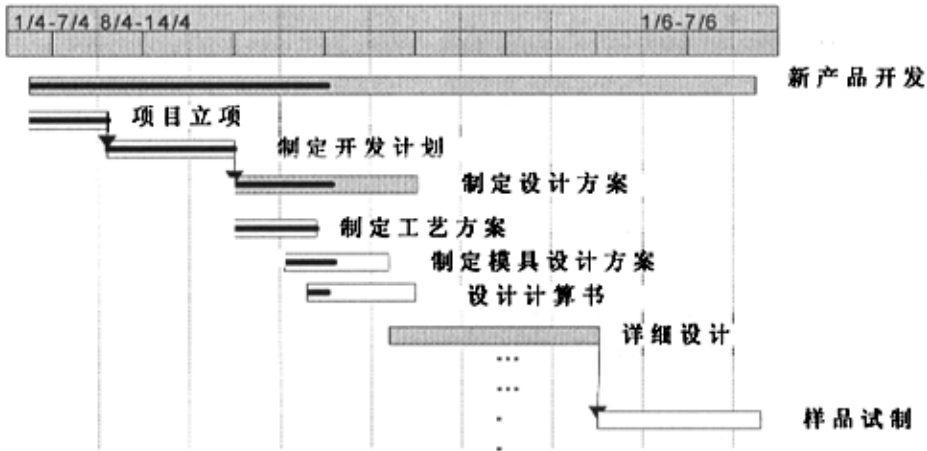 1/4-7/4 8/4-14/4 1/6-7/6
新产品开发
项目立项
制定开发计划
制定设计方案
制定工艺方案
制定模具设计方案
设计计算书
详细设计
...
...
.
.
样品试制